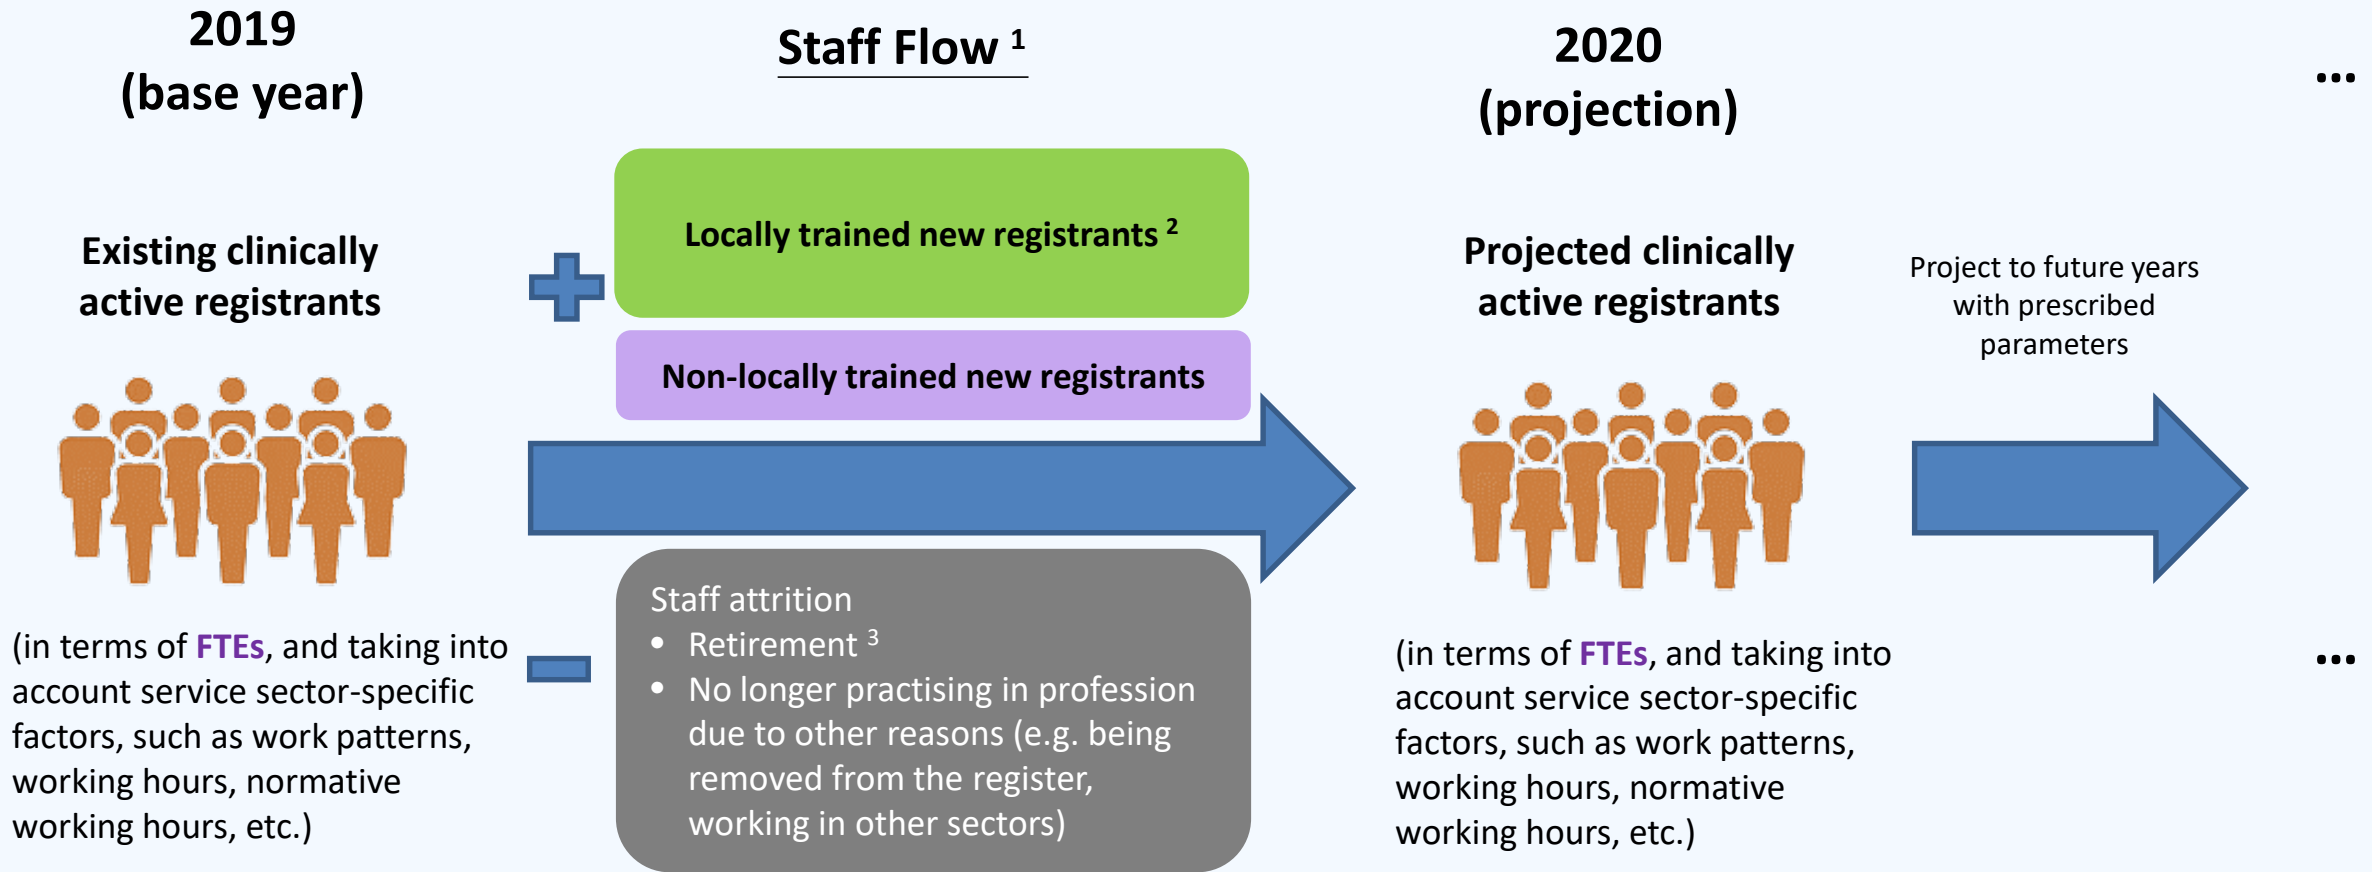 2019
(base year)
Existing clinically
active registrants
(in terms of FTEs, and taking into
account service sector-specific
factors, such as work patterns,
working hours, normative
working hours, etc.)
Staff Flow 1
Locally trained new registrants 2
Non-locally trained new registrants
Staff attrition
• Retirement 3
• No longer practising in profession
due to other reasons (e.g. being
removed from the register,
working in other sectors)
2020
(projection)
Projected clinically
active registrants
(in terms of FTEs, and taking into
account service sector-specific
factors, such as work patterns,
working hours, normative
working hours, etc.)
...
Project to future years
with prescribed
parameters
...